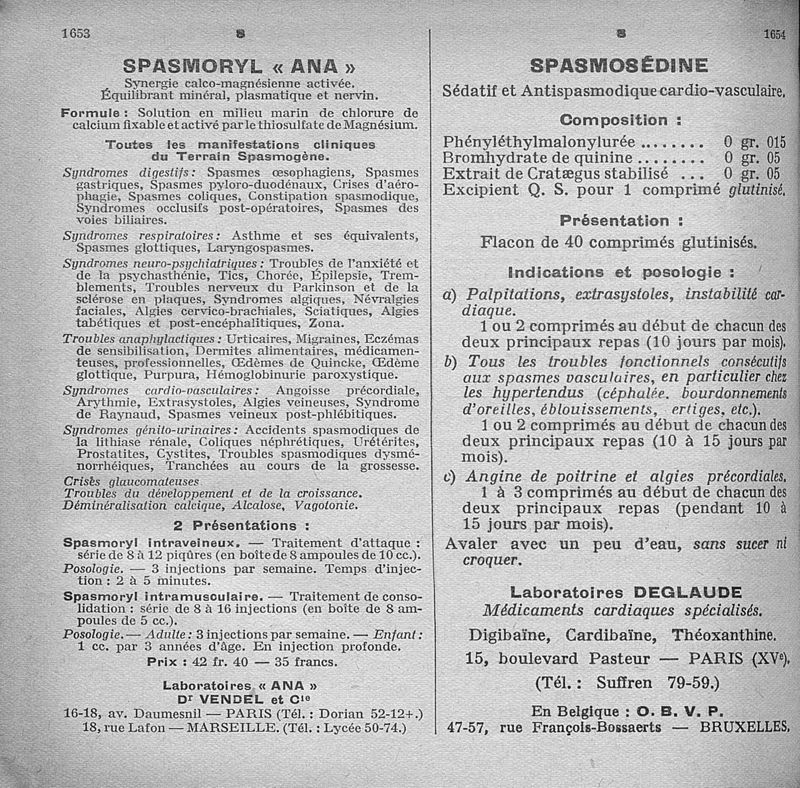 1653
S
SPASMORYL « ANA »
Synergie calco-magnésienne activée.
Équilibrant minéral, plasmatique et nervin.
Formule : Solution en milieu marin de chlorure de
calcium fixable et activé par le thiosulfate de Magnésium.
Toutes les manifestations cliniques
du Terrain Spasmogène.
Syndromes digestifs : Spasmes œsophagiens, Spasmes
gastriques, Spasmes pyloro-duodénaux, Crises d'aéro-
phagie, Spasmes coliques, Constipation spasmodique,
Syndromes occlusifs post-opératoires, Spasmes des
voies biliaires.
Syndromes respiratoires : Asthme et ses équivalents,
Spasmes glottiques, Laryngospasmes.
Syndromes neuro-psychiatriques : Troubles de l'anxiété et
de la psychasthénie, Tics, Chorée, Épilepsie, Trem-
blements, Troubles nerveux du Parkinson et de la
sclérose en plaques, Syndromes algiques, Névralgies
faciales, Algies cervico-brachiales, Sciatiques, Algies
tabétiques et post-encéphalitiques, Zona.
Troubles anaphylactiques : Urticaires, Migraines, Eczémas
de sensibilisation, Dermites alimentaires, médicamen-
teuses, professionnelles, Œdèmes de Quincke, Œdème
glottique, Purpura, Hémoglobinurie paroxystique.
Syndromes cardio-vasculaires : Angoisse précordiale,
Arythmie, Extrasystoles, Algies veineuses, Syndrome
de Raynaud, Spasmes veineux post-phlébitiques.
Syndromes génito-urinaires : Accidents spasmodiques de
la lithiase rénale, Coliques néphrétiques, Urétérites,
Prostatites, Cystites, Troubles spasmodiques dysmé-
norrhéiques, Tranchées au cours de la grossesse.
Crises glaucomateuses
Troubles du développement et de la croissance.
Déminéralisation calcique, Alcalose, Vagotonie.
2 Présentations :
Spasmoryl intraveineux. — Traitement d'attaque :
série de 8 à 12 piqûres (en boîte de 8 ampoules de 10 cc.).
Posologie. — 3 injections par semaine. Temps d'injec-
tion : 2 à 5 minutes.
Spasmoryl intramusculaire. — Traitement de conso-
lidation : série de 8 à 16 injections (en boîte de 8 am-
poules de 5 cc.).
Posologie. — Adulte : 3 injections par semaine. — Enfant :
1 cc. par 3 années d'âge. En injection profonde.
Prix : 42 fr. 40 — 35 francs.
Laboratoires « ANA »
Dr VENDEL et Cie
16-18, av. Daumesnil — PARIS (Tél. : Dorian 52-12+.)
18, rue Lafon — MARSEILLE. (Tél. : Lycée 50-74.)
S
1654
SPASMOSÉDINE
Sédatif et Antispasmodique cardio-vasculaire.
Composition :
Phényléthylmalonylurée ........ 0 gr. 015
Bromhydrate de quinine ........ 0 gr. 05
Extrait de Cratægus stabilisé ... 0 gr. 05
Excipient Q. S. pour 1 comprimé glutinisé.
Présentation :
Flacon de 40 comprimés glutinisés.
Indications et posologie :
a) Palpitations, extrasystoles, instabilité car-
diaque.
1 ou 2 comprimés au début de chacun des
deux principaux repas (10 jours par mois).
b) Tous les troubles fonctionnels consécutifs
aux spasmes vasculaires, en particulier chez
les hypertendus (céphalée. bourdonnements
d'oreilles, éblouissements, ertiges, etc.).
1 ou 2 comprimés au début de chacun des
deux principaux repas (10 à 15 jours par
mois).
c) Angine de poitrine et algies précordiales.
1 à 3 comprimés au début de chacun des
deux principaux repas (pendant 10 à
15 jours par mois).
Avaler avec un peu d'eau, sans sucer ni
croquer.
Laboratoires DEGLAUDE
Médicaments cardiaques spécialisés.
Digibaïne, Cardibaïne, Théoxanthine.
15, boulevard Pasteur — PARIS (XVe).
(Tél. : Suffren 79-59.)
En Belgique : O. B. V. P.
47-57, rue François-Bossaerts — BRUXELLES.